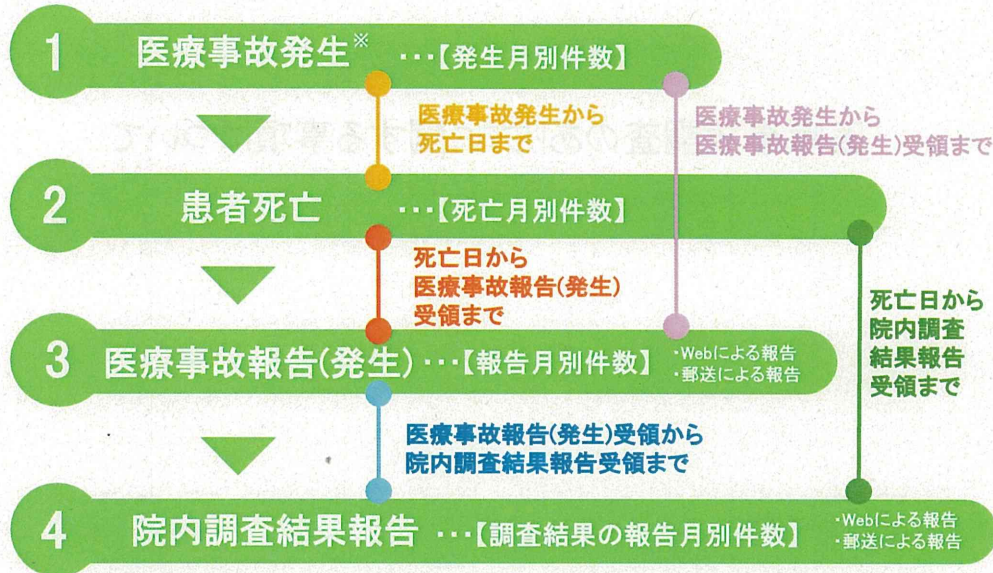 1 医療事故発生※ …【発生月別件数】
医療事故発生から
死亡日まで
医療事故発生から
医療事故報告(発生)受領まで
2 患者死亡 …【死亡月別件数】
死亡日から
医療事故報告(発生)
受領まで
死亡日から
院内調査
結果報告
受領まで
3 医療事故報告(発生) …【報告月別件数】
・Webによる報告
・郵送による報告
医療事故報告(発生)受領から
院内調査結果報告受領まで
4 院内調査結果報告 …【調査結果の報告月別件数】
・Webによる報告
・郵送による報告